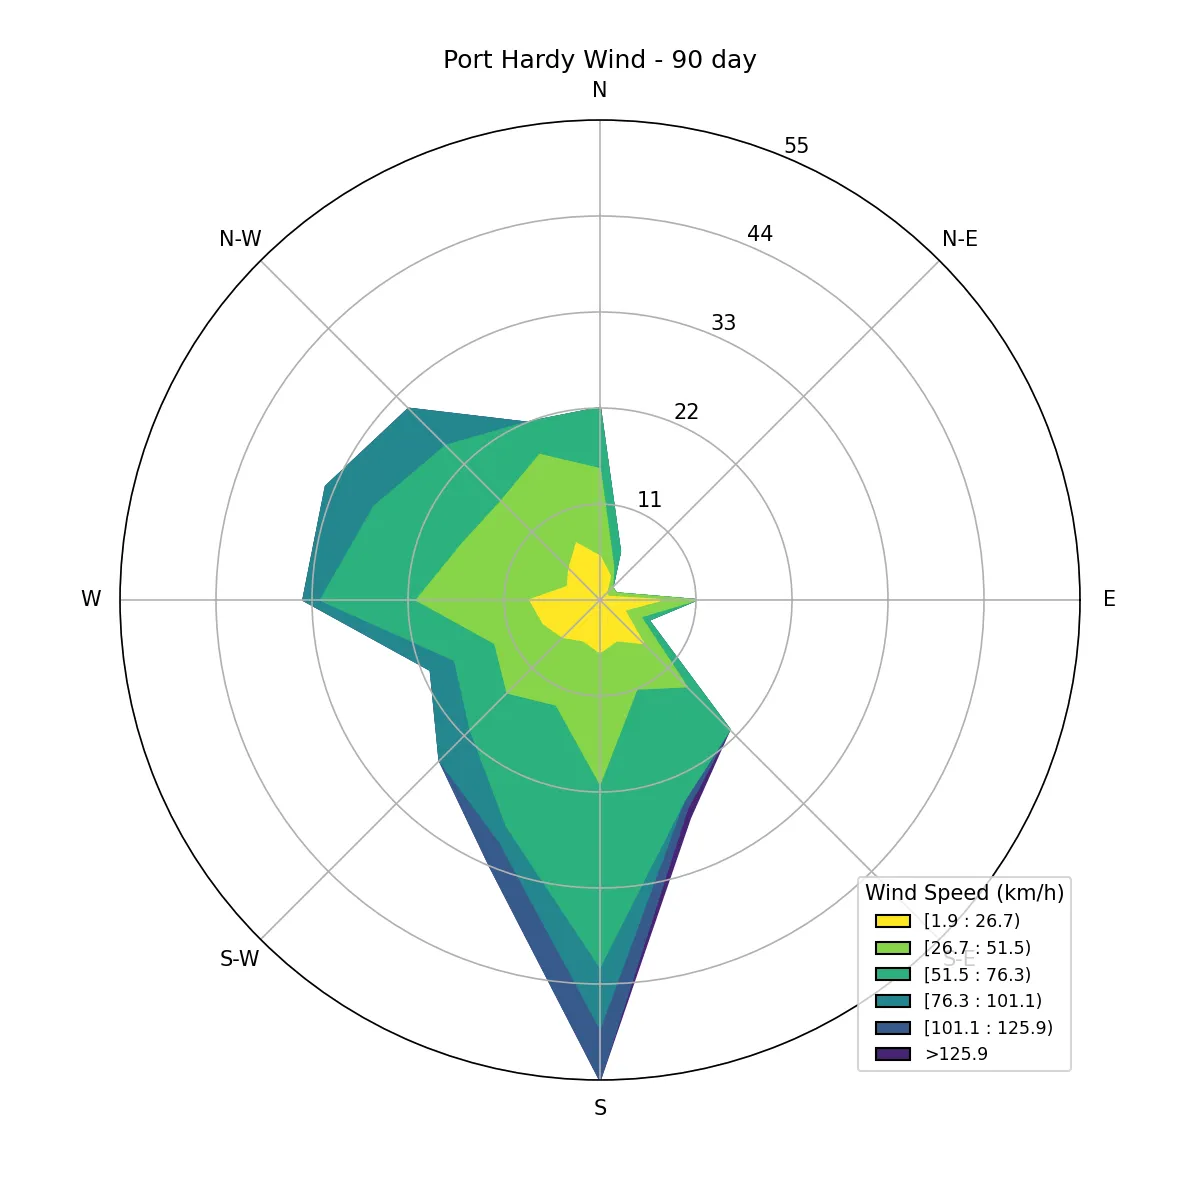 Port Hardy Wind - 90 day
N
55
N-W
44
N-E
33
22
11
W
E
Wind Speed (km/h)
[1.9 : 26.7)
[26.7 : 51.5)
S-W
S-E
[51.5 : 76.3)
[76.3 : 101.1)
[101.1 : 125.9)
>125.9
S